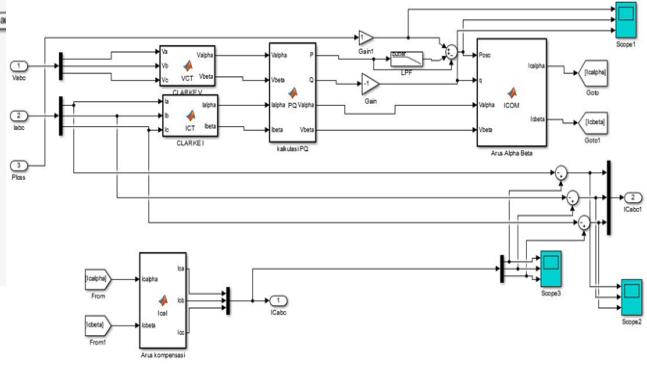 1
Vabc
2
Iabc
3
Ploss
Va
Vb
Vc
VCT
Valpha
Vbeta
CLARKE V
Ia
Ib
Ic
ICT
Ialpha
Ibeta
CLARKE I
Valpha
Vbeta
Ialpha
Ibeta
PQ
P
Q
Valpha
Vbeta
kalkulasi PQ
1
Gain1
LPF
-1
Gain
Posc
q
Valpha
Vbeta
ICOM
Icalpha
Icbeta
Arus Alpha Beta
[Icalpha]
Goto
[Icbeta]
Goto1
Scope1
2
ICabc1
Scope3
Scope2
[Icalpha]
From
[Icbeta]
From1
Icalpha
Icbeta
Ical
Ica
Icb
Icc
Arus kompensasi
1
ICabc